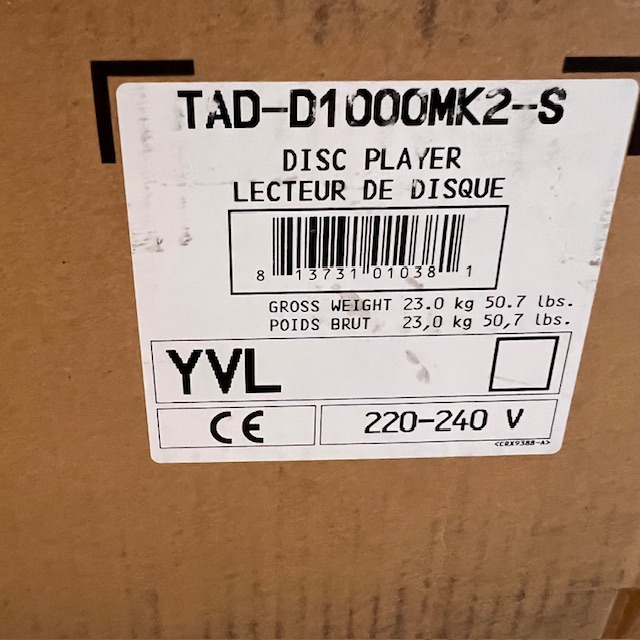 TAD-D1000MK2-S
DISC PLAYER
LECTEUR DE DISQUE
8 13731 01038 1
GROSS WEIGHT 23.0 kg 50.7 lbs.
POIDS BRUT 23,0 kg 50,7 lbs.
YVL
CE 220-240 V
<CRX9388-A>